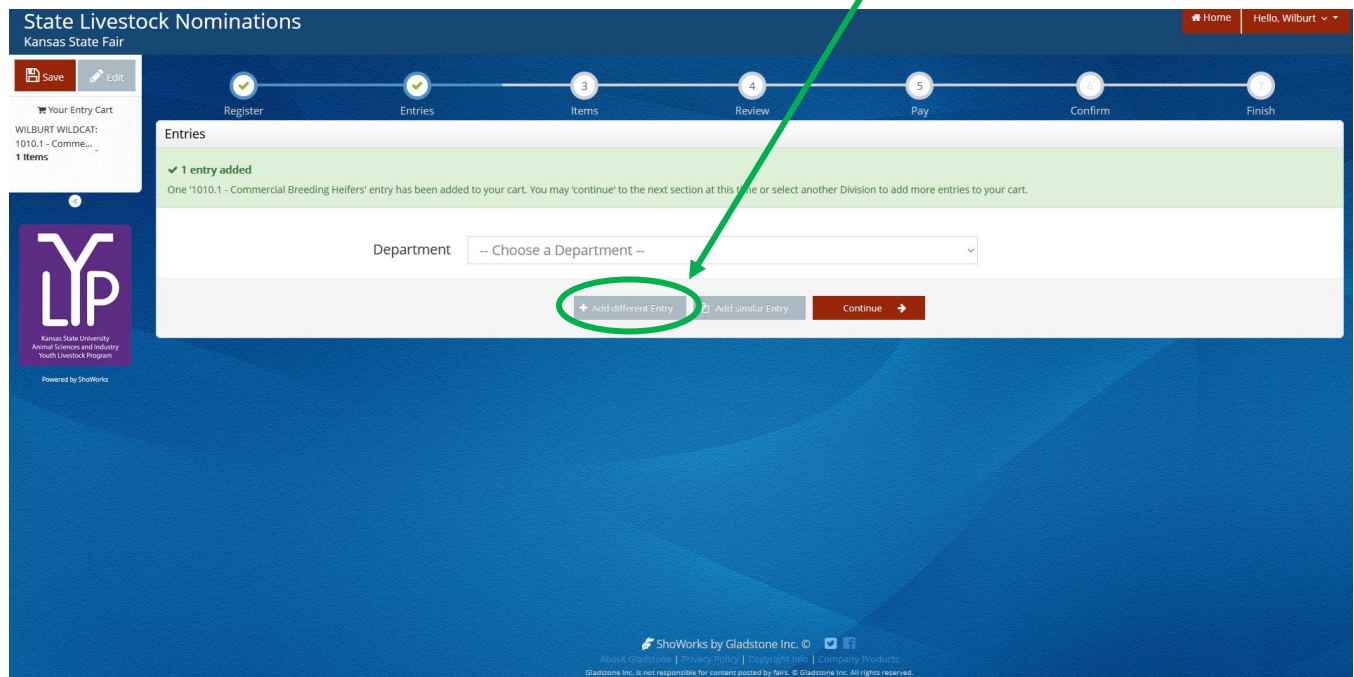 State Livestock Nominations
Kansas State Fair
Home
Hello, Wilburt
Save
Edit
Your Entry Cart
WILBURT WILDCAT:
1010.1 - Comme...
1 Items
Register
Entries
3
Items
4
Review
5
Pay
6
Confirm
7
Finish
Entries
1 entry added
One '1010.1 - Commercial Breeding Heifers' entry has been added to your cart. You may 'continue' to the next section at this time or select another Division to add more entries to your cart.
Department
-- Choose a Department --
+ Add different Entry
Add similar Entry
Continue
YLIP
Kansas State University
Animal Sciences and Industry
Youth Livestock Program
Powered by ShoWorks
ShoWorks by Gladstone Inc. ©
About Gladstone | Privacy Policy | Copyright Info | Company Products
Gladstone Inc. is not responsible for content posted by fairs. © Gladstone Inc. All rights reserved.